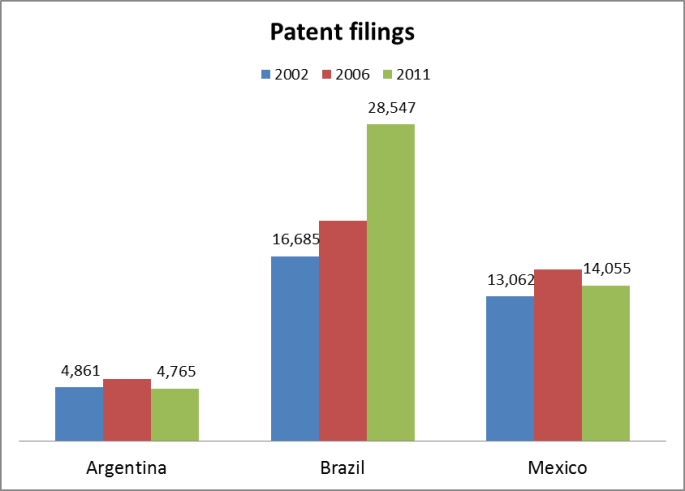 Patent filings
2002 2006 2011
28,547
16,685
13,062 14,055
4,861 4,765
Argentina Brazil Mexico